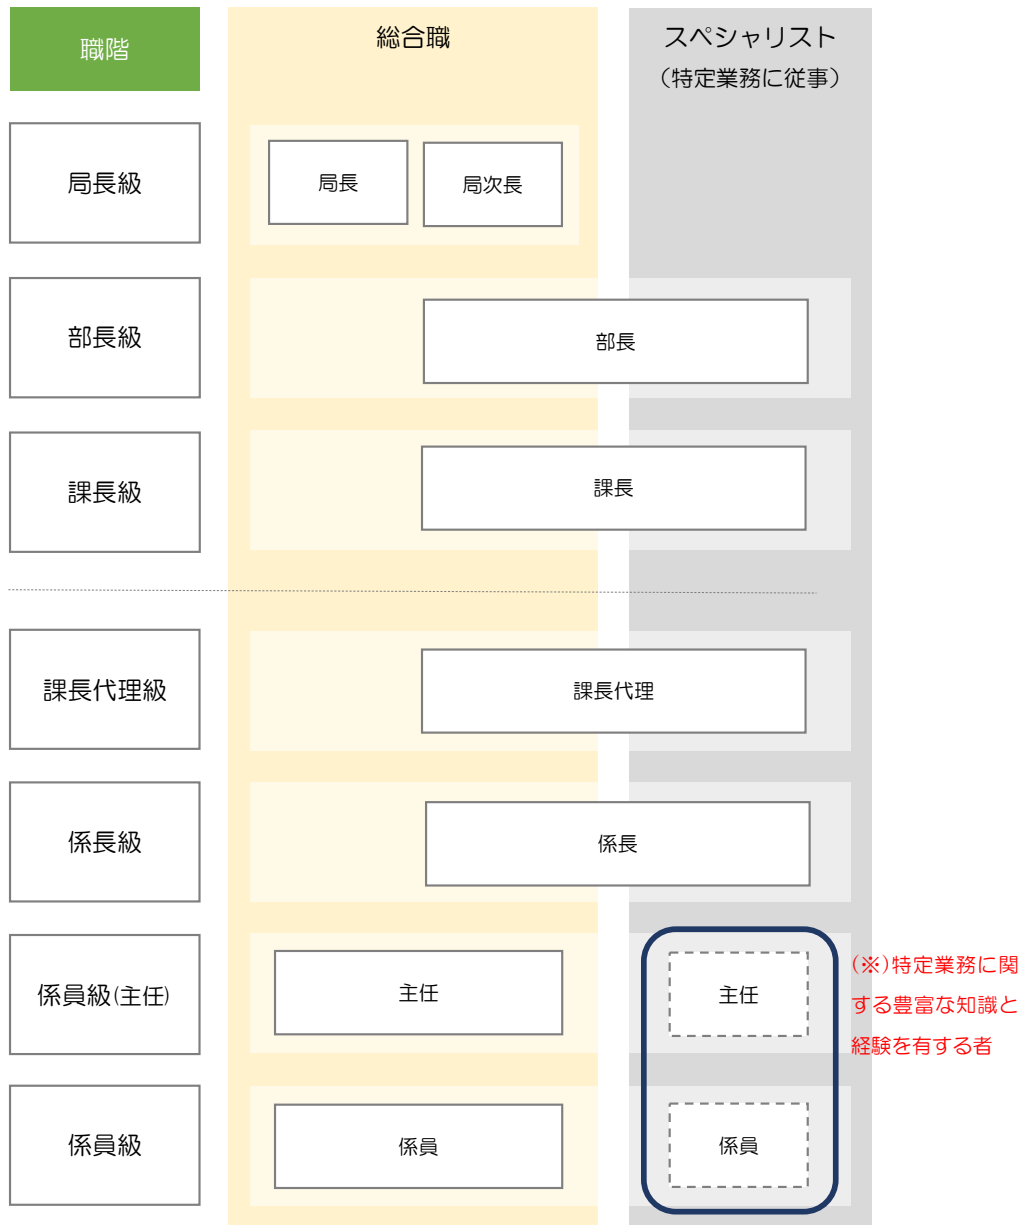 職階
総合職
スペシャリスト
（特定業務に従事）
局長級
局長
局次長
部長級
部長
課長級
課長
課長代理級
課長代理
係長級
係長
係員級(主任)
主任
主任
(※)特定業務に関
する豊富な知識と
経験を有する者
係員級
係員
係員